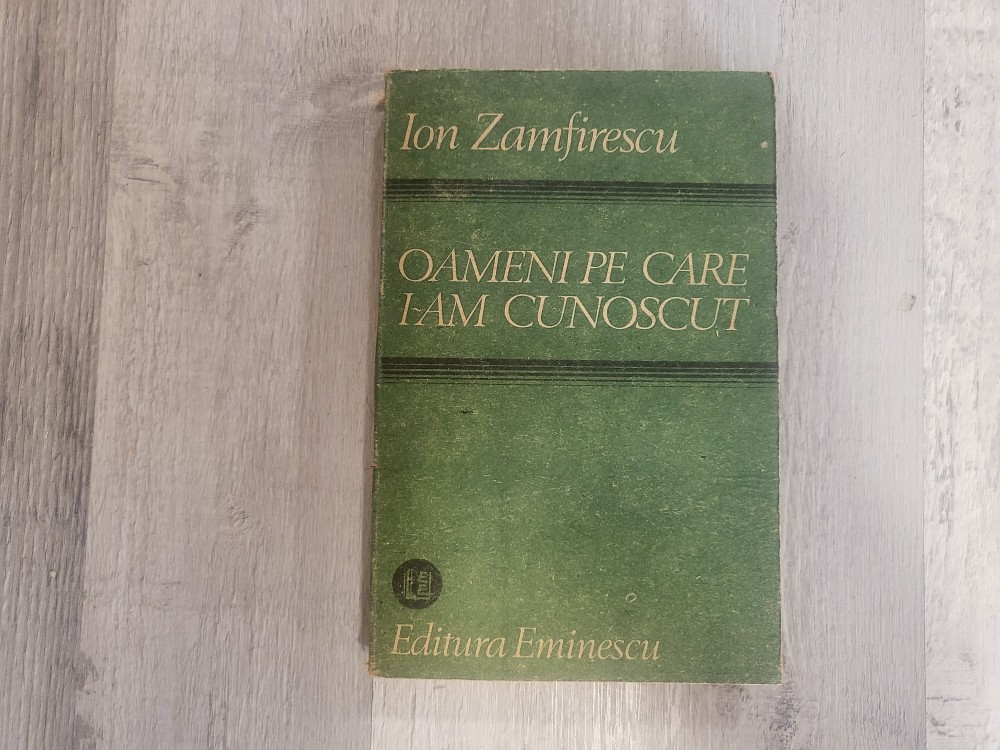 Ion Zamfirescu
OAMENI PE CARE
I-AM CUNOSCUT
Editura Eminescu